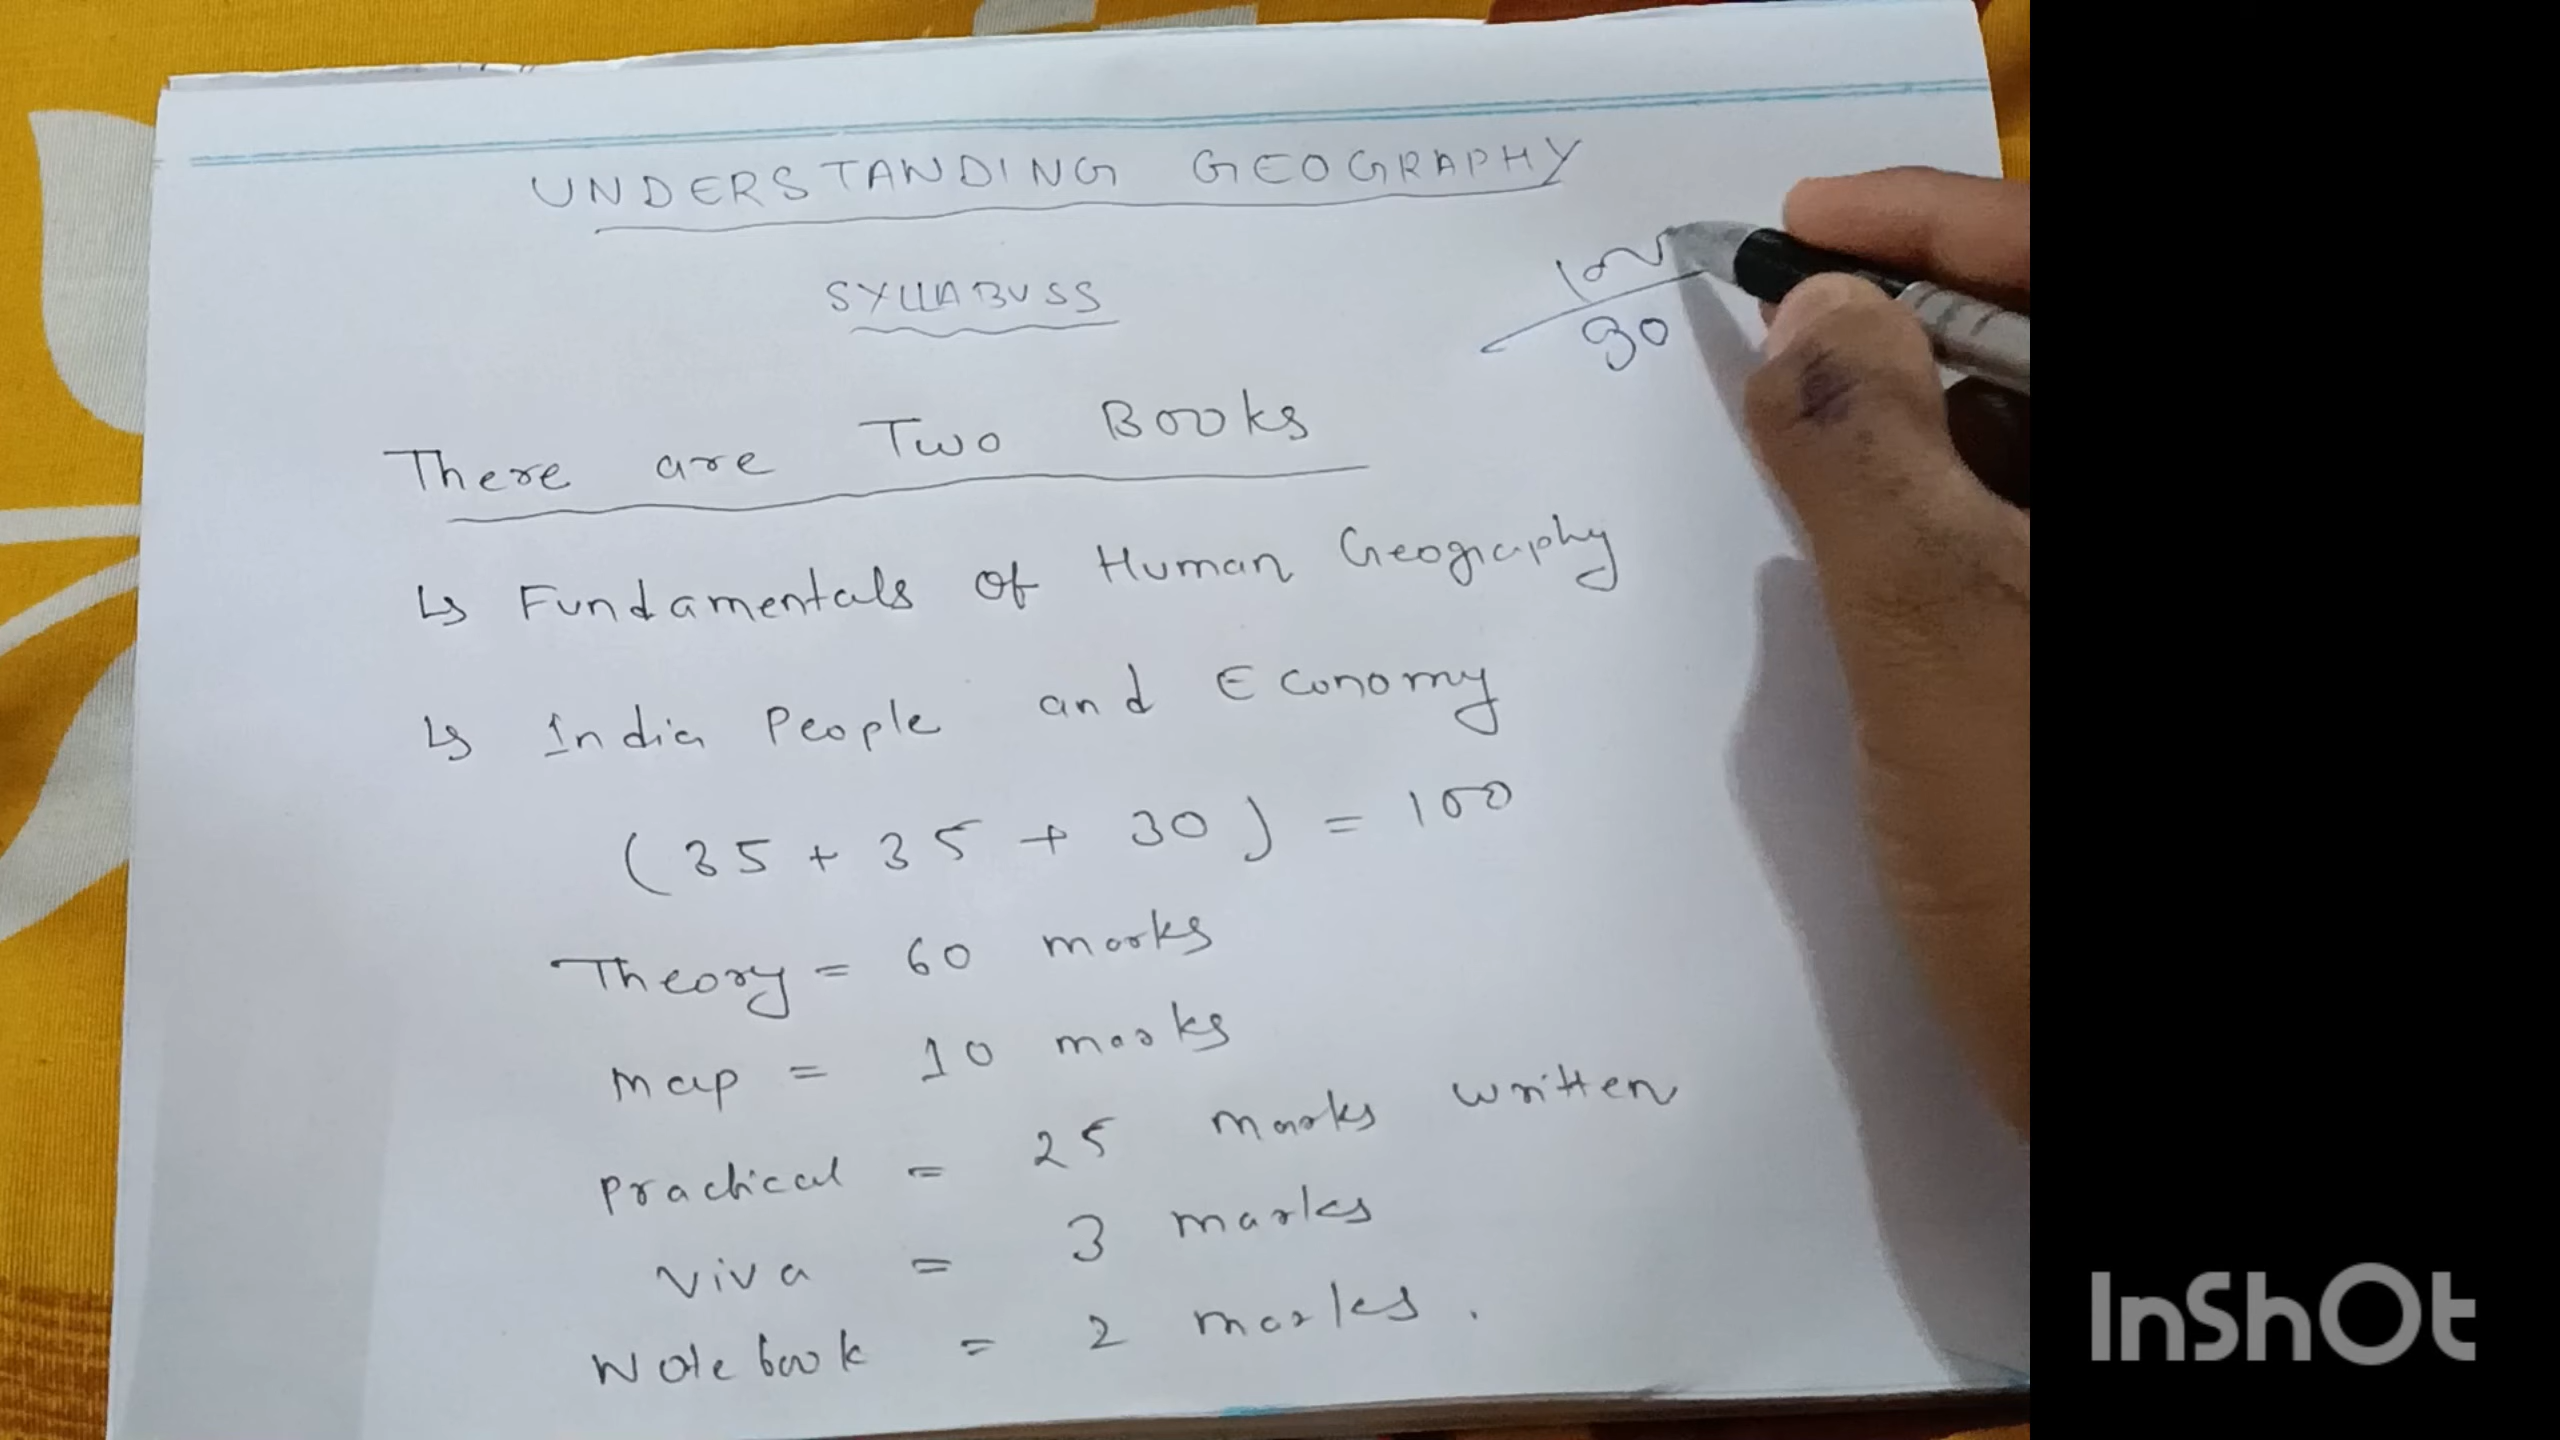 UNDERSTANDING GEOGRAPHY
SYLLABUSS
100
90
There are Two Books
↳ Fundamentals of Human Geography
↳ India People and Economy
(35 + 35 + 30) = 100
Theory = 60 marks
map = 10 marks
Practical = 25 marks written
viva = 3 marks
Notebook = 2 marks.
InShOt